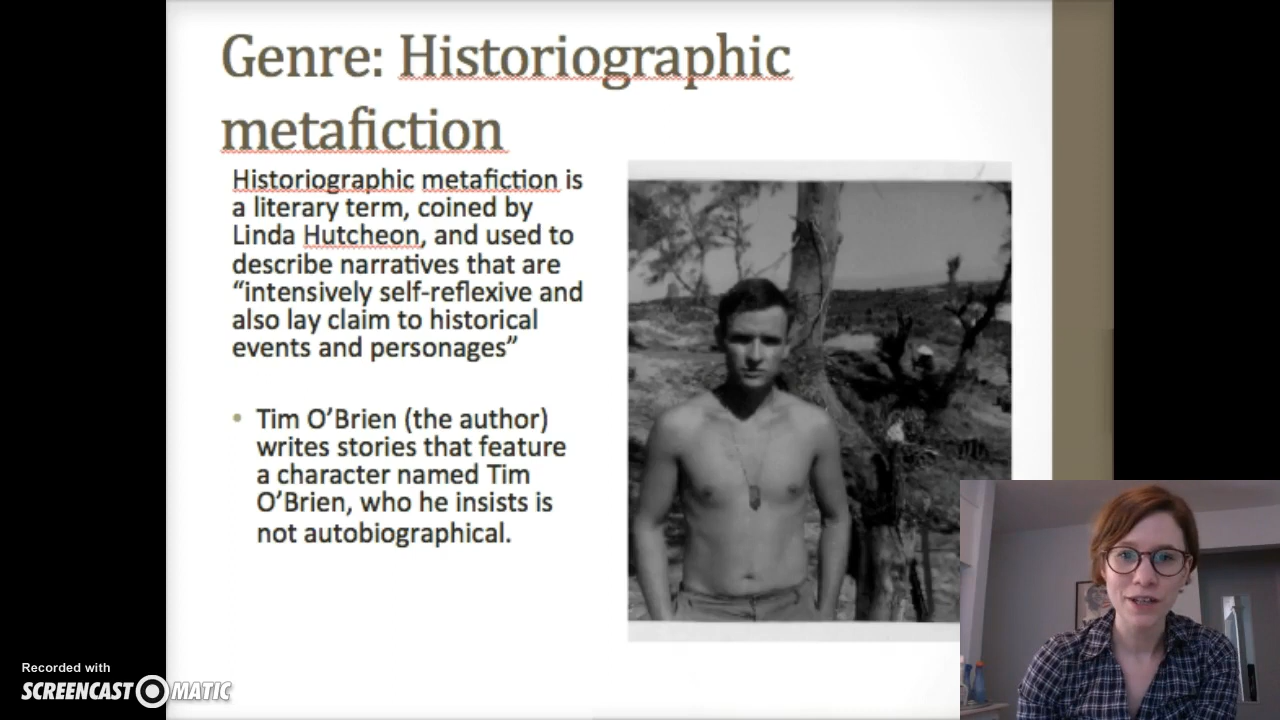 Genre: Historiographic
metafiction
Historiographic metafiction is
a literary term, coined by
Linda Hutcheon, and used to
describe narratives that are
“intensively self-reflexive and
also lay claim to historical
events and personages”
• Tim O’Brien (the author)
writes stories that feature
a character named Tim
O’Brien, who he insists is
not autobiographical.
Recorded with
SCREENCAST MATIC